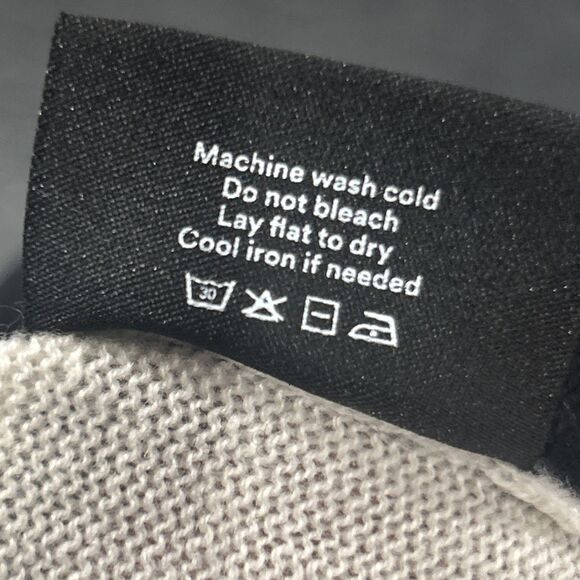 Machine wash cold
Do not bleach
Lay flat to dry
Cool iron if needed
30